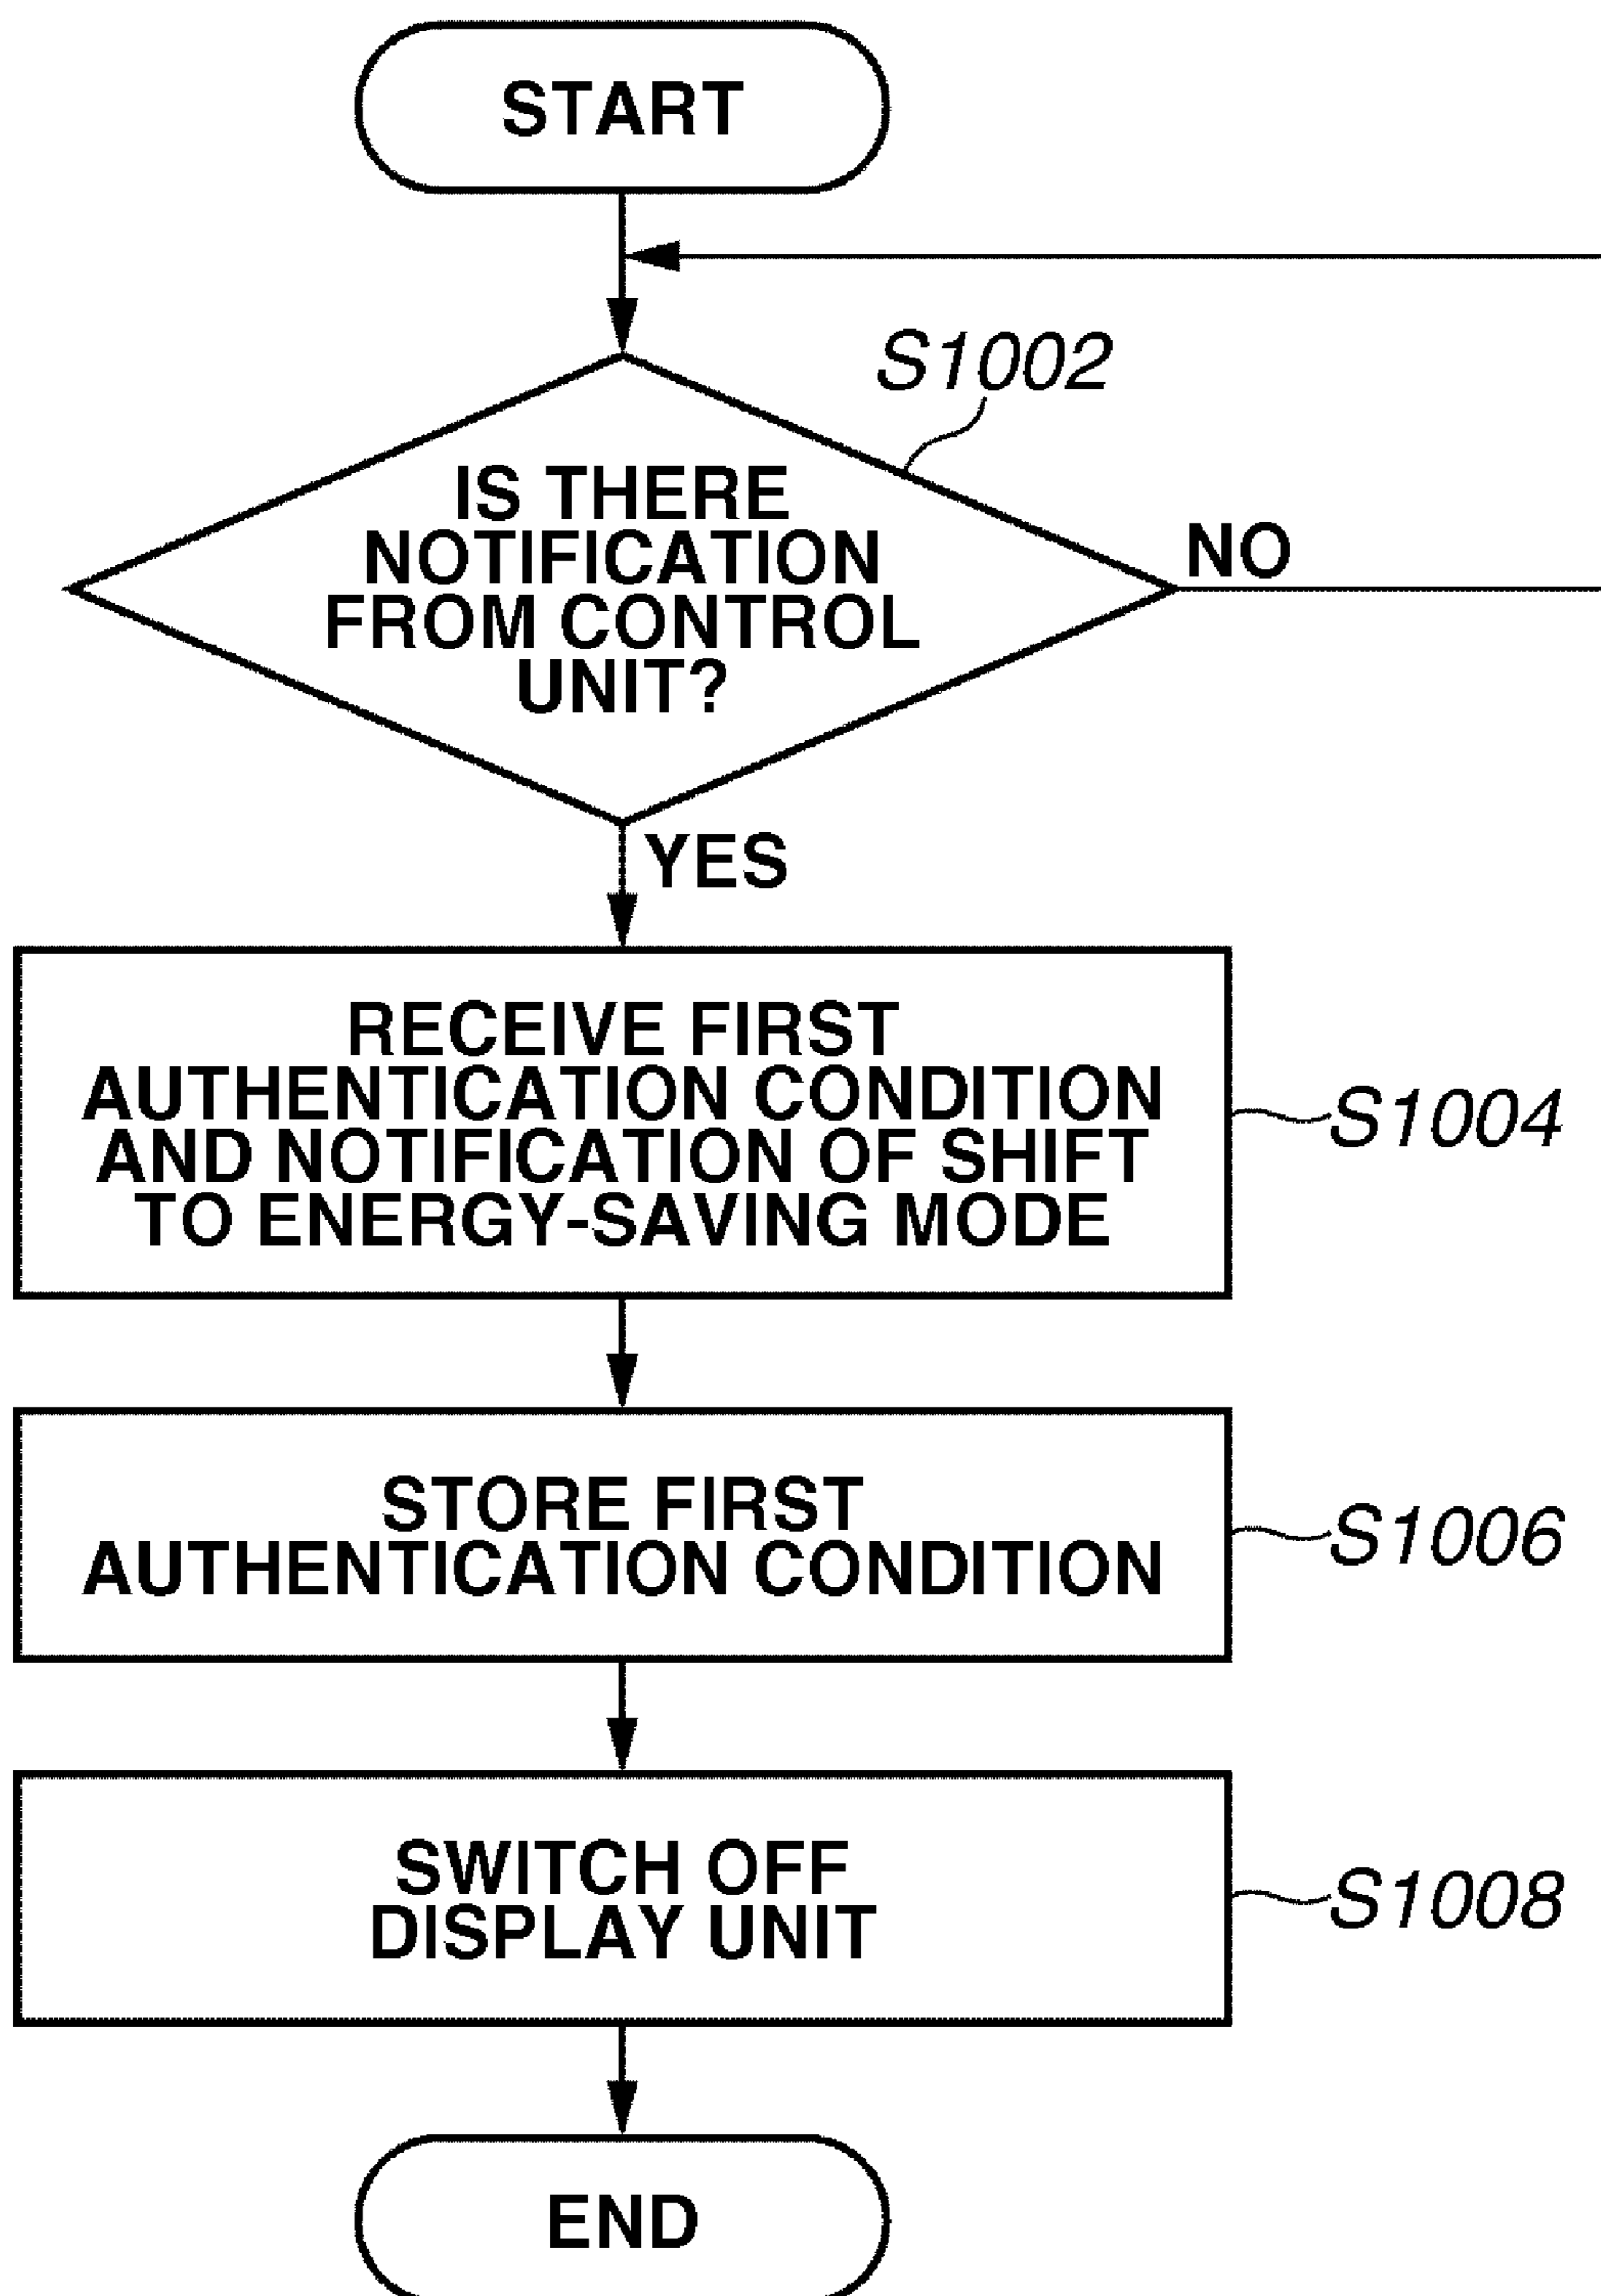 START
S1002
IS THERE
NOTIFICATION
FROM CONTROL
UNIT?
NO
YES
RECEIVE FIRST
AUTHENTICATION CONDITION
AND NOTIFICATION OF SHIFT
TO ENERGY-SAVING MODE
S1004
STORE FIRST
AUTHENTICATION CONDITION
S1006
SWITCH OFF
DISPLAY UNIT
S1008
END